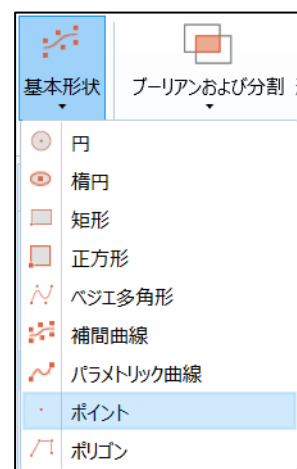 基本形状
ブーリアンおよび分割
円
楕円
矩形
正方形
ベジエ多角形
補間曲線
パラメトリック曲線
ポイント
ポリゴン